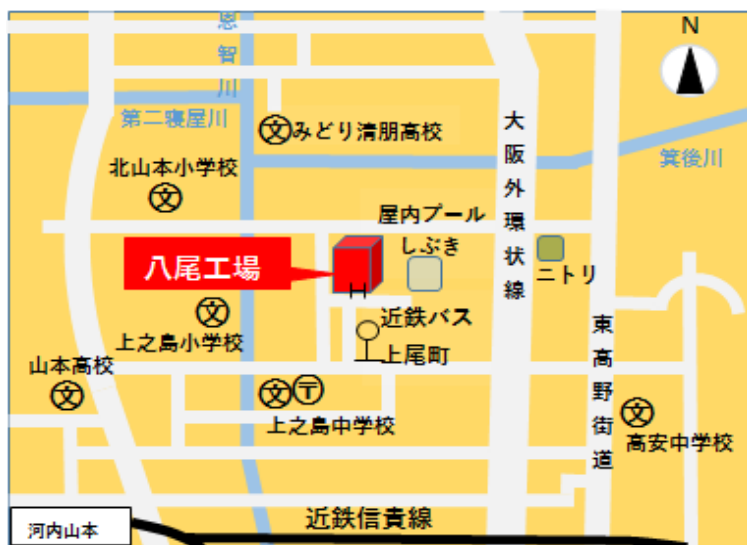 恩智川
N
第二寝屋川
文
みどり清朋高校
大阪外環状線
箕後川
北山本小学校
文
屋内プール
しぶき
八尾工場
ニトリ
文
上之島小学校
近鉄バス
上尾町
東高野街道
山本高校
文
文
〒
上之島中学校
文
高安中学校
近鉄信貴線
河内山本